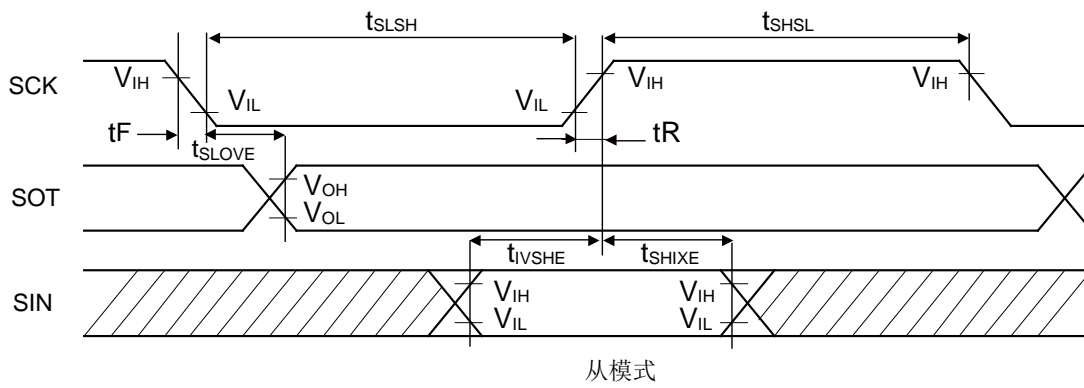 tSLSH tSHSL
SCK VIH VIL VIL VIH VIH
tF tSLOVE tR
SOT VOH
VOL
tIVSHE tSHIXE
SIN VIH VIH
VIL VIL
从模式